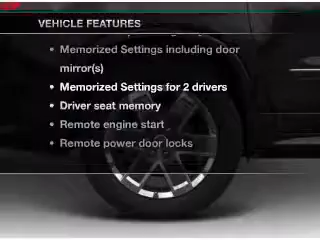 VEHICLE FEATURES
• Memorized Settings including door
mirror(s)
• Memorized Settings for 2 drivers
• Driver seat memory
• Remote engine start
• Remote power door locks